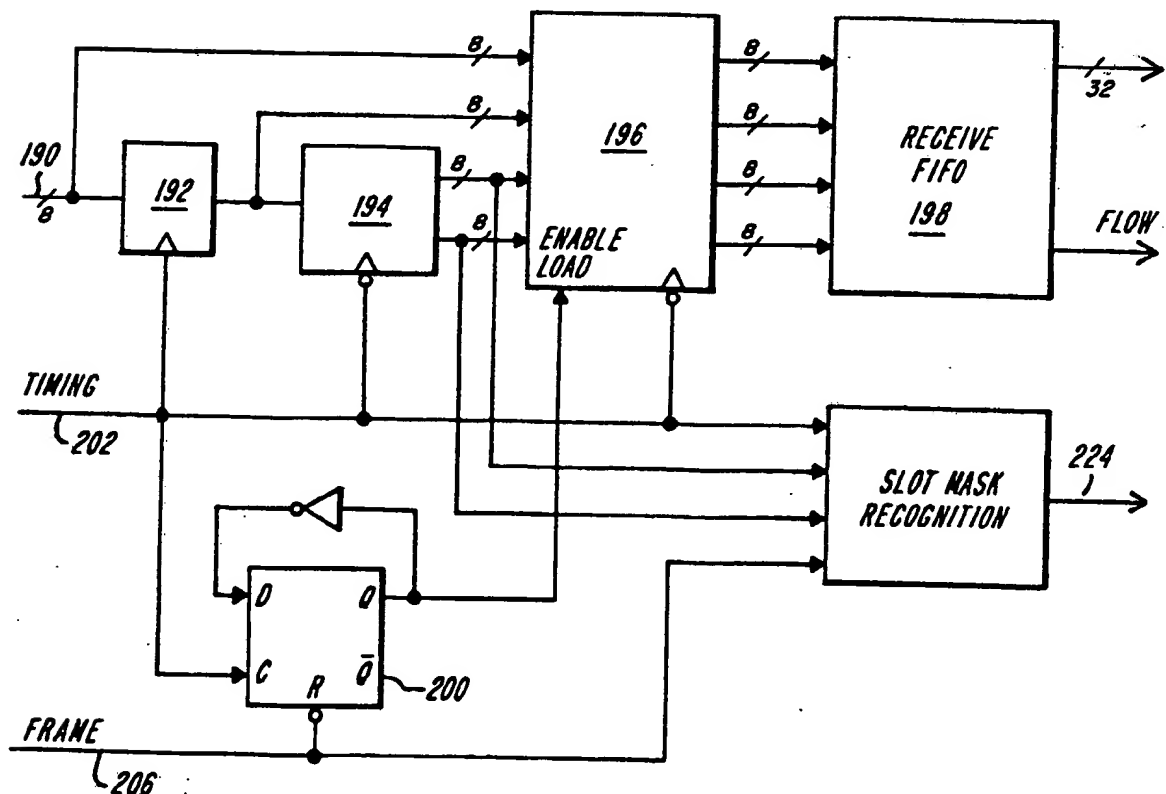 8
8
8
8
8
8
8
8
32
190
8
192
194
196
ENABLE
LOAD
RECEIVE
FIFO
198
FLOW
TIMING
202
SLOT MASK
RECOGNITION
224
D
Q
C
Q̅
R
200
FRAME
206